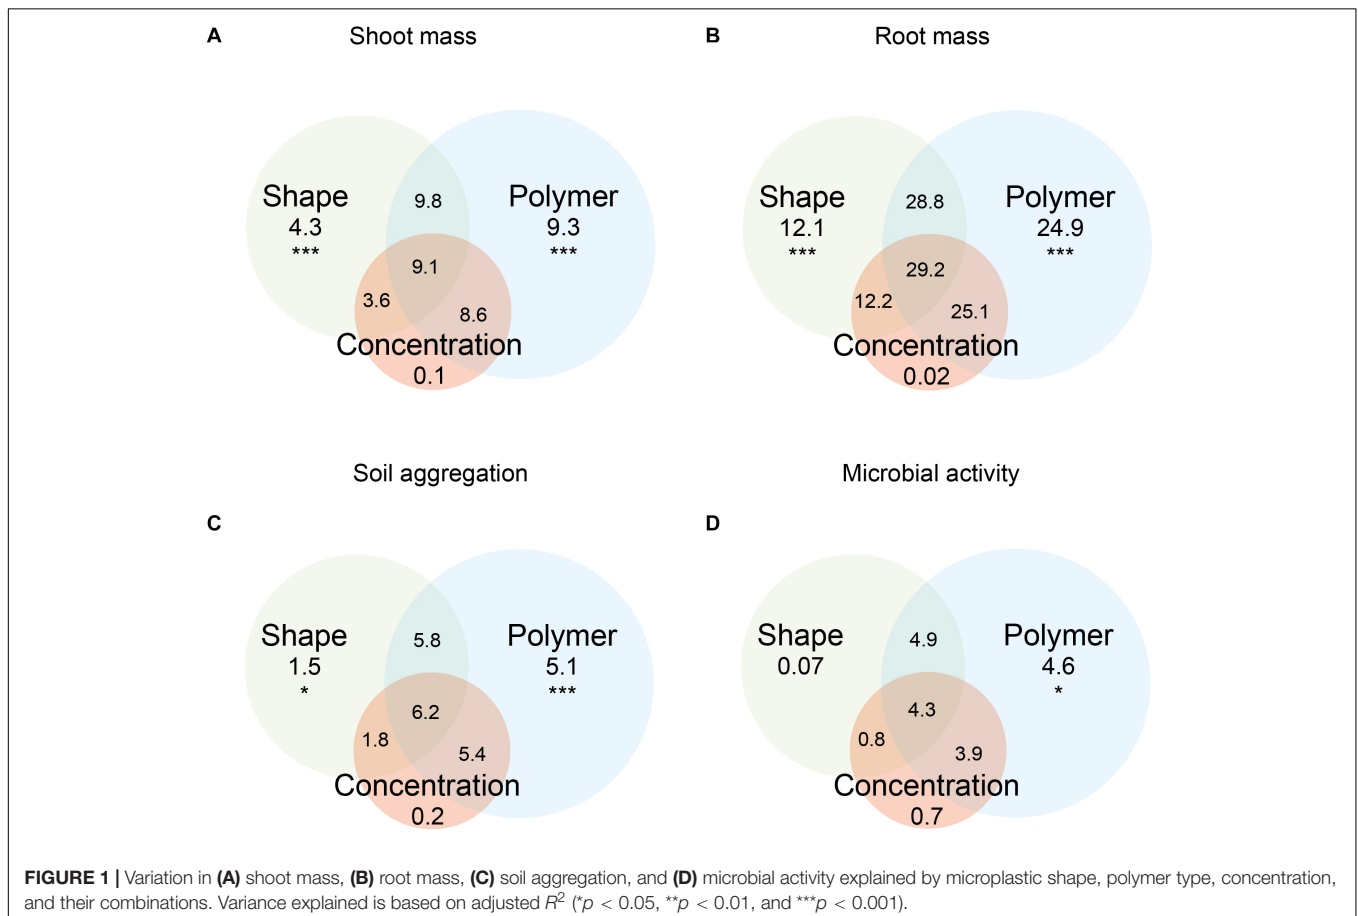 A Shoot mass
B Root mass
Shape
4.3
***
9.8
Polymer
9.3
***
9.1
3.6
8.6
Concentration
0.1
Shape
12.1
***
28.8
Polymer
24.9
***
29.2
12.2
25.1
Concentration
0.02
Soil aggregation
C
Microbial activity
D
Shape
1.5
*
5.8
Polymer
5.1
***
6.2
1.8
5.4
Concentration
0.2
Shape
0.07
4.9
Polymer
4.6
*
4.3
0.8
3.9
Concentration
0.7
FIGURE 1 | Variation in (A) shoot mass, (B) root mass, (C) soil aggregation, and (D) microbial activity explained by microplastic shape, polymer type, concentration,
and their combinations. Variance explained is based on adjusted R² (*p < 0.05, **p < 0.01, and ***p < 0.001).